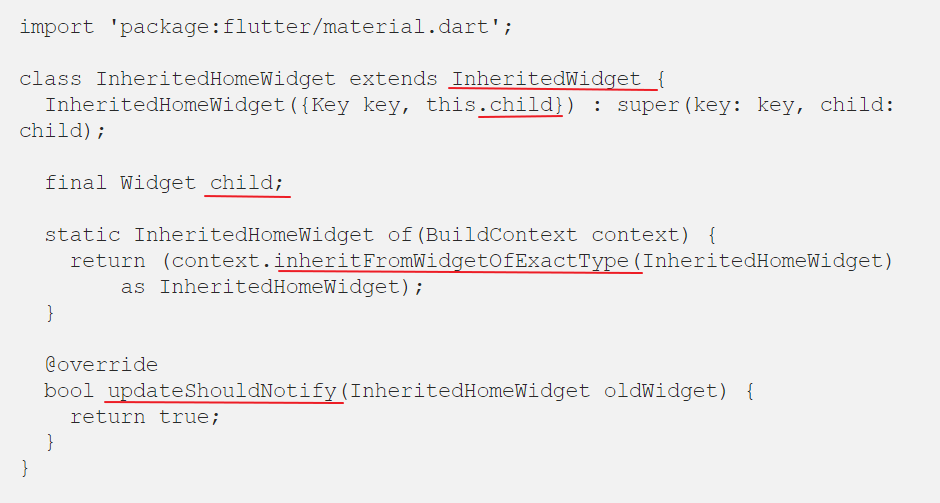 import 'package:flutter/material.dart';
class InheritedHomeWidget extends InheritedWidget {
InheritedHomeWidget({Key key, this.child}) : super(key: key, child:
child);
final Widget child;
static InheritedHomeWidget of(BuildContext context) {
return (context.inheritFromWidgetOfExactType(InheritedHomeWidget)
as InheritedHomeWidget);
}
@override
bool updateShouldNotify(InheritedHomeWidget oldWidget) {
return true;
}
}